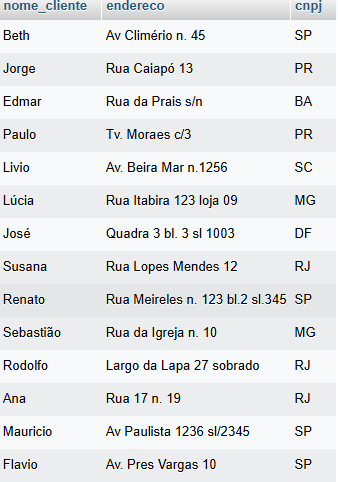 nome_cliente endereco cnpj
Beth Av Climério n. 45 SP
Jorge Rua Caiapó 13 PR
Edmar Rua da Prais s/n BA
Paulo Tv. Moraes c/3 PR
Livio Av. Beira Mar n.1256 SC
Lúcia Rua Itabira 123 loja 09 MG
José Quadra 3 bl. 3 sl 1003 DF
Susana Rua Lopes Mendes 12 RJ
Renato Rua Meireles n. 123 bl.2 sl.345 SP
Sebastião Rua da Igreja n. 10 MG
Rodolfo Largo da Lapa 27 sobrado RJ
Ana Rua 17 n. 19 RJ
Mauricio Av Paulista 1236 sl/2345 SP
Flavio Av. Pres Vargas 10 SP